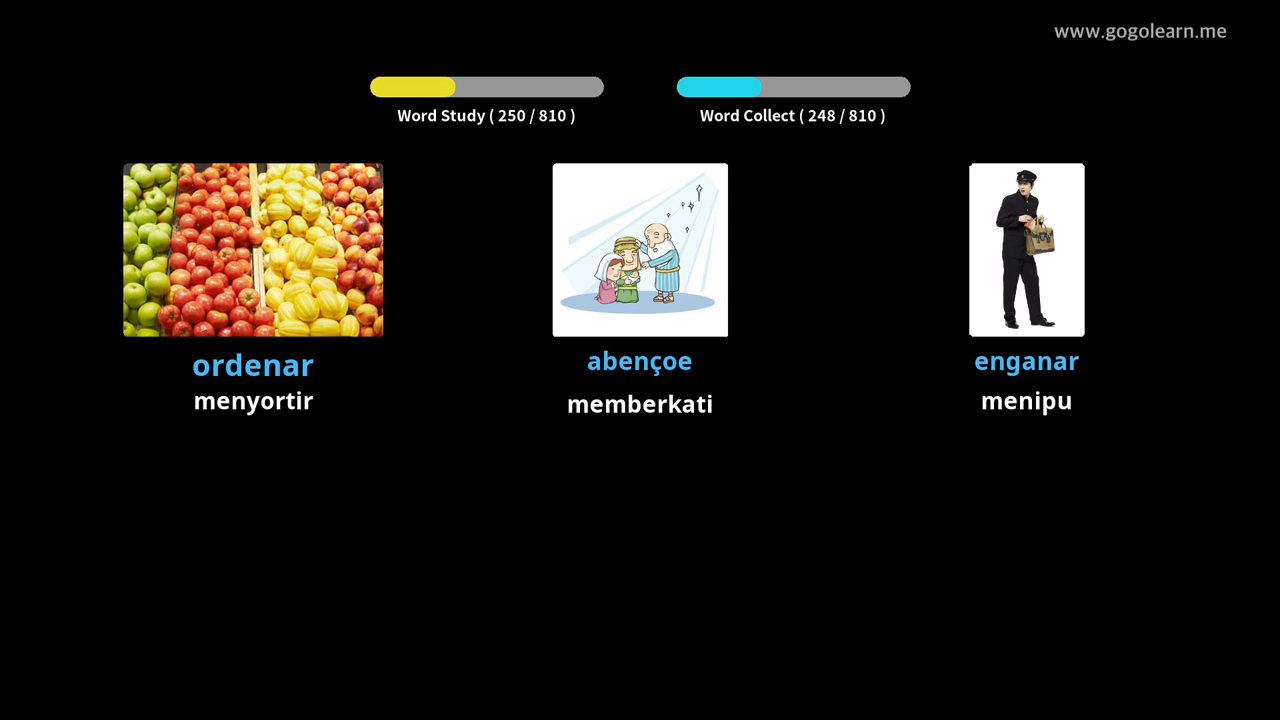 www.gogolearn.me
Word Study ( 250 / 810 )
Word Collect ( 248 / 810 )
ordenar
menyortir
abençoe
memberkati
enganar
menipu